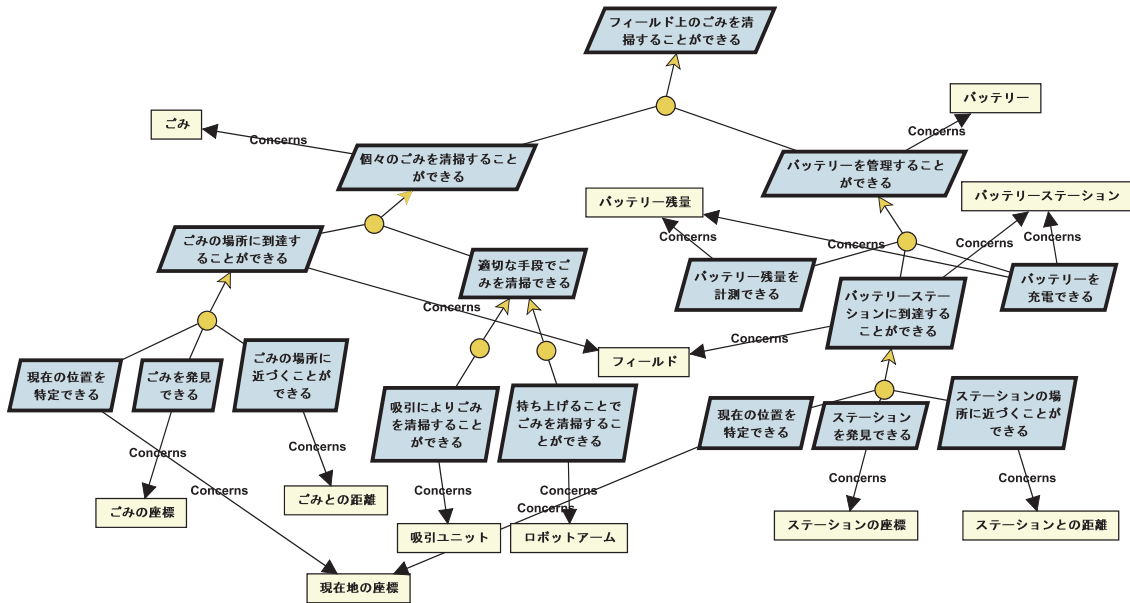 フィールド上のごみを清
掃することができる
バッテリー
ごみ
Concerns
Concerns
個々のごみを清掃すること
ができる
バッテリーを管理すること
ができる
バッテリー残量
バッテリーステーション
ごみの場所に到達す
ることができる
Concerns
Concerns
Concerns
Concerns
適切な手段でご
みを清掃できる
バッテリー残量を
計測できる
バッテリーステー
ションに到達する
ことができる
バッテリーを
充電できる
Concerns
Concerns
フィールド
現在の位置を
特定できる
ごみを発見
できる
ごみの場所に
近づくことが
できる
吸引によりごみ
を清掃すること
ができる
持ち上げることで
ごみを清掃するこ
とができる
現在の位置を
特定できる
ステーション
を発見できる
ステーションの場
所に近づくことが
できる
Concerns
Concerns
Concerns
Concerns
Concerns
Concerns
Concerns
Concerns
ごみの座標
ごみとの距離
吸引ユニット
ロボットアーム
ステーションの座標
ステーションとの距離
現在地の座標